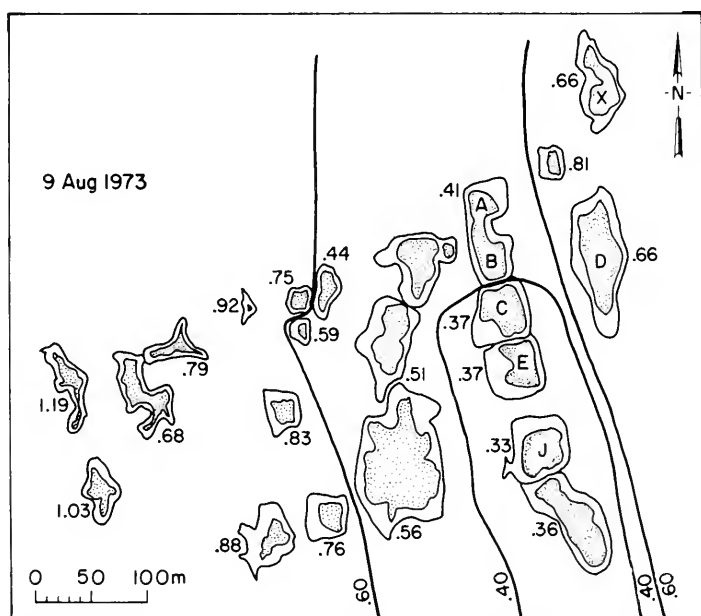 .66
X
-N-
.81
9 Aug 1973
.41
A
B
D
.66
.44
.75
.92
.59
C
.37
.79
.51
E
.37
1.19
.68
.83
.33
J
1.03
.36
.88
.76
.56
0 50 100m
.60
.40
.40
.60